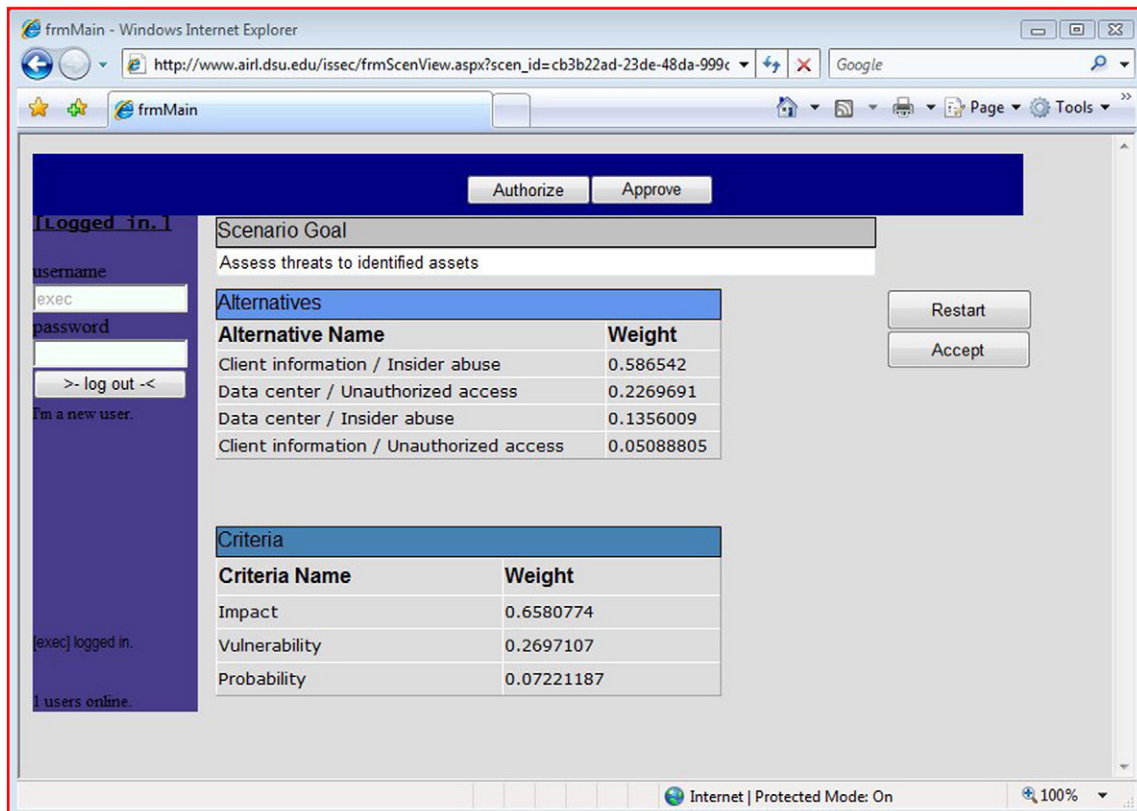 frmMain - Windows Internet Explorer
http://www.airl.dsu.edu/issec/frmScenView.aspx?scen_id=cb3b22ad-23de-48da-999c
Google
frmMain
Page
Tools
Authorize
Approve
[Logged in.]
username
exec
password
>- log out -<
I'm a new user.
[exec] logged in.
1 users online.
Scenario Goal
Assess threats to identified assets
Alternatives
Alternative Name Weight
Client information / Insider abuse 0.586542
Data center / Unauthorized access 0.2269691
Data center / Insider abuse 0.1356009
Client information / Unauthorized access 0.05088805
Criteria
Criteria Name Weight
Impact 0.6580774
Vulnerability 0.2697107
Probability 0.07221187
Restart
Accept
Internet | Protected Mode: On
100%